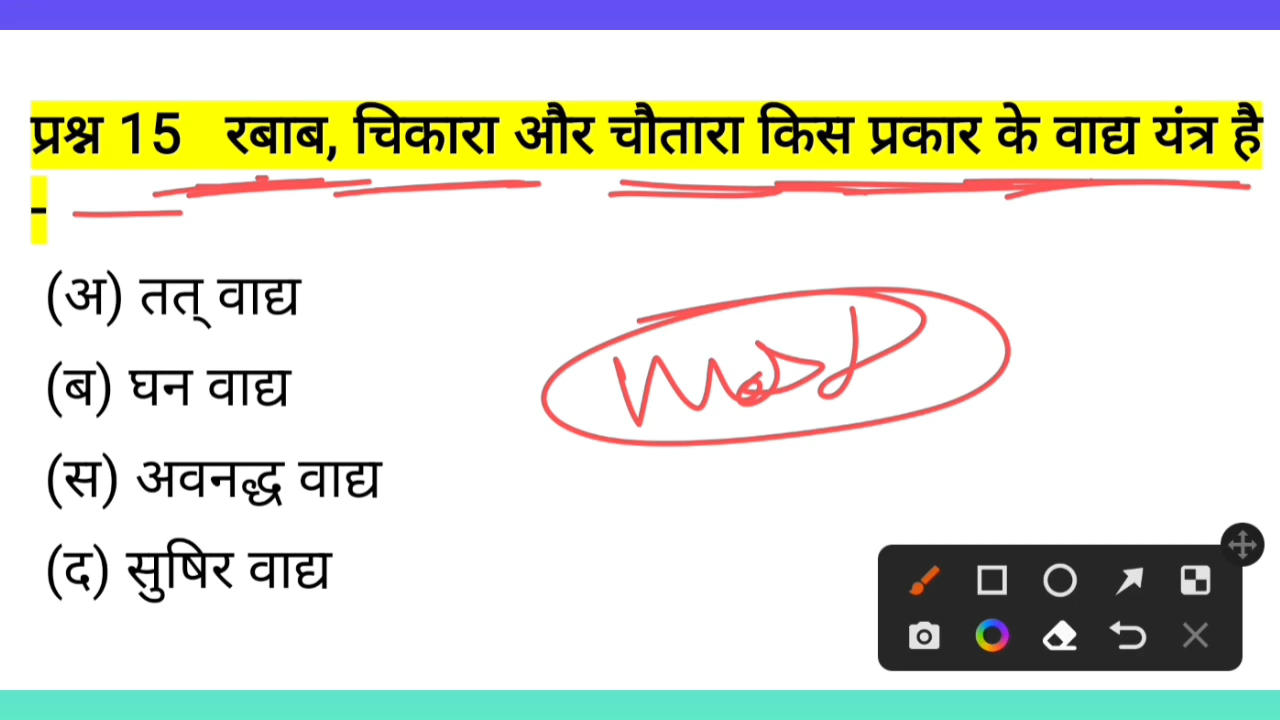 प्रश्न 15 रबाब, चिकारा और चौतारा किस प्रकार के वाद्य यंत्र है
-
(अ) तत् वाद्य
(ब) घन वाद्य
(स) अवनद्ध वाद्य
(द) सुषिर वाद्य